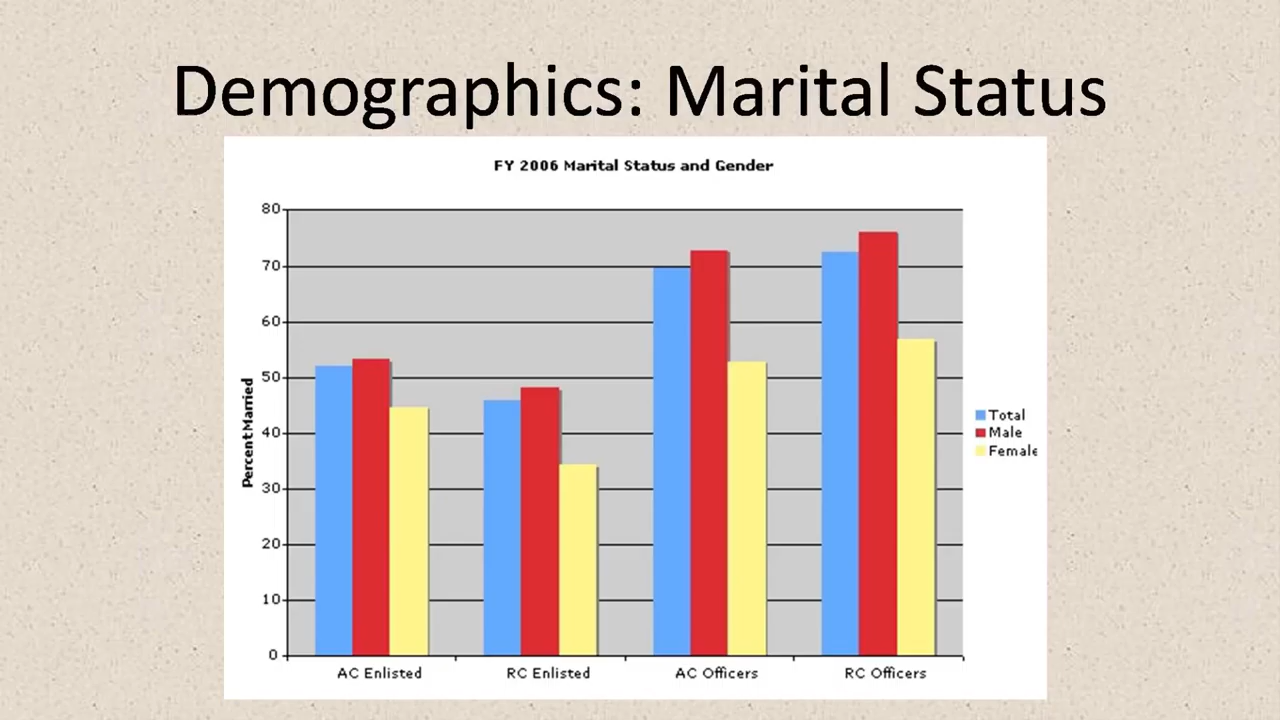 Demographics: Marital Status
FY 2006 Marital Status and Gender
80
70
60
50
40
30
20
10
0
Percent Married
AC Enlisted
RC Enlisted
AC Officers
RC Officers
Total
Male
Female